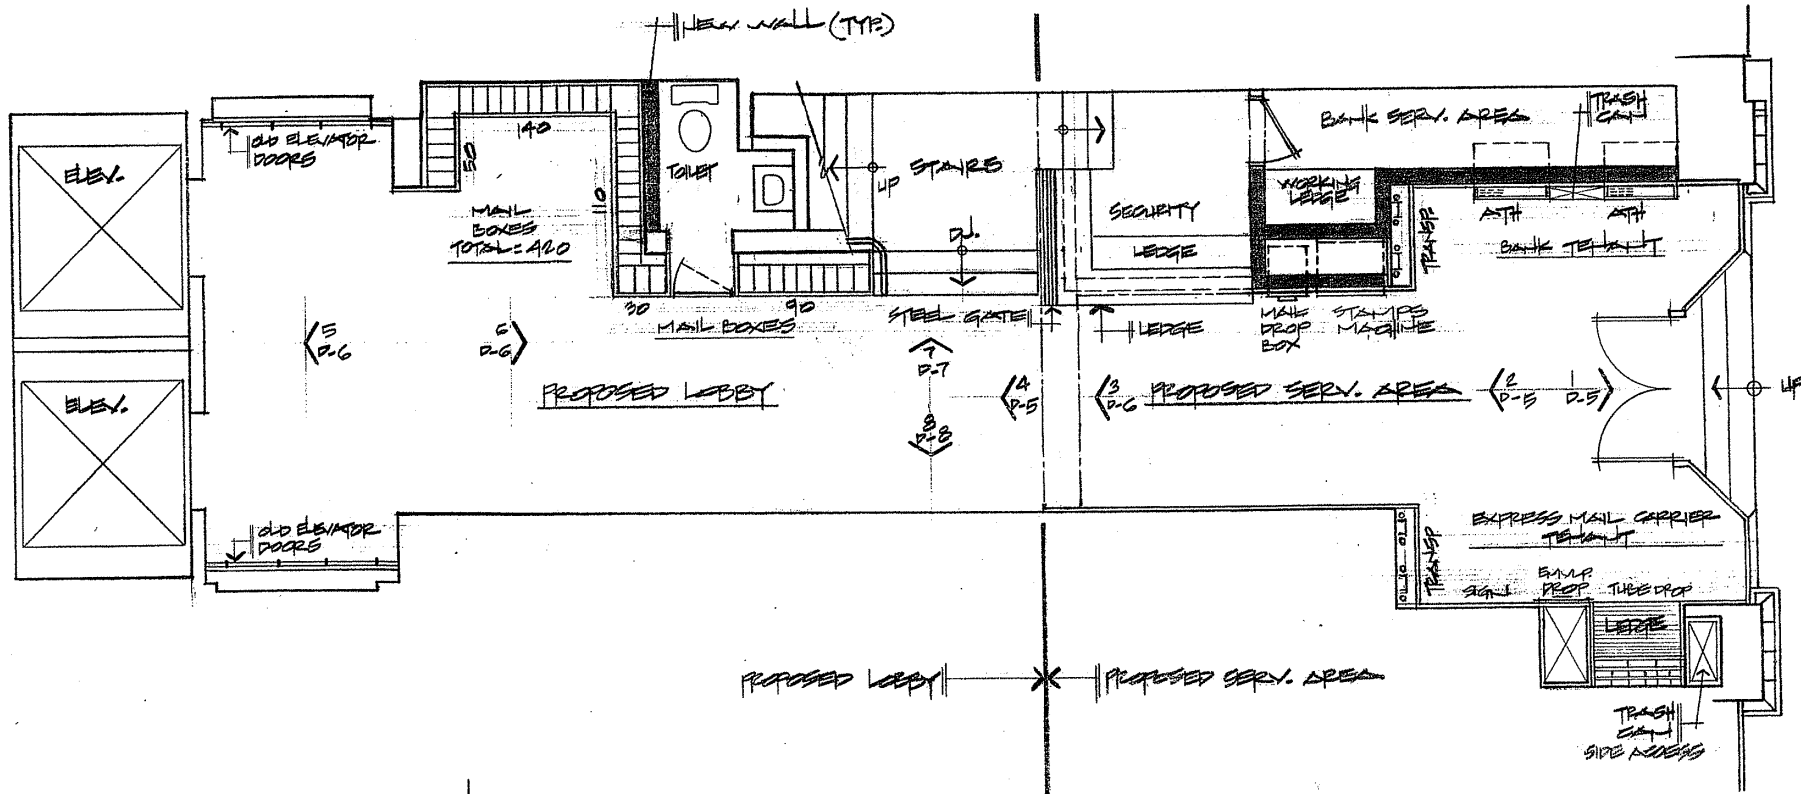 NEW WALL (TYP.)
ELEV.
OLD ELEVATOR
DOORS
140
50
110
MAIL
BOXES
TOTAL=420
TOILET
UP
STAIRS
DN.
SECURITY
LEDGE
BANK SERV. AREA
TRASH
CAN
WORKING
LEDGE
TRANSP.
ATM
ATM
BANK TENANT
30
90
MAIL BOXES
STEEL GATE
LEDGE
MAIL
DROP
BOX
STAMPS
MACHINE
5
D-6
6
D-6
7
D-7
PROPOSED LOBBY
4
D-5
3
D-6
PROPOSED SERV. AREA
2
D-5
1
D-5
UP
ELEV.
8
D-8
OLD ELEVATOR
DOORS
TRANSP
EXPRESS MAIL CARRIER
TENANT
SIGN
ENVP.
DROP
TUBE DROP
LEDGE
PROPOSED LOBBY
PROPOSED SERV. AREA
TRASH
CAN
SIDE ACCESS